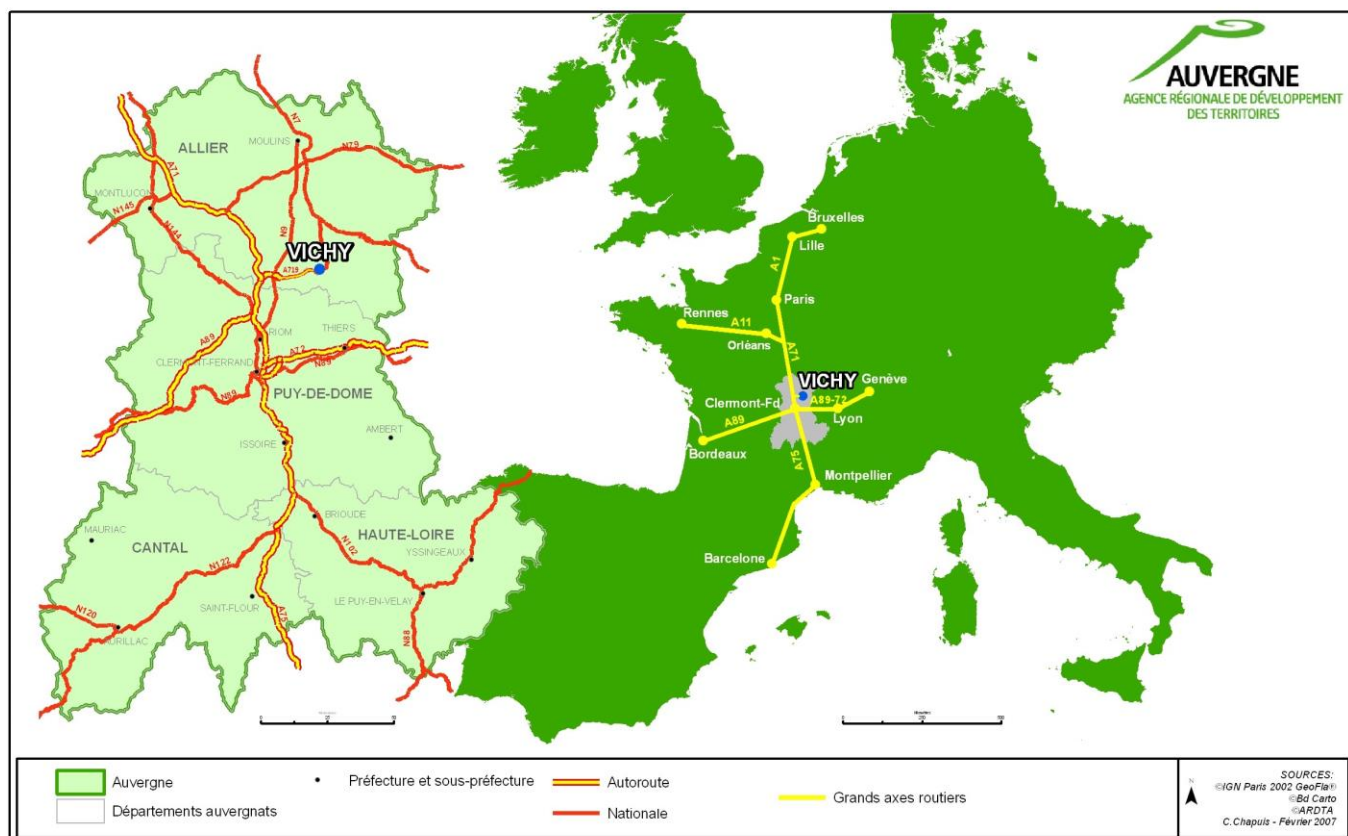 AUVERGNE
AGENCE RÉGIONALE DE DÉVELOPPEMENT
DES TERRITOIRES
N7
MOULINS
ALLIER
A71
N79
MONTLUCON
N145
N144
N9
VICHY
A719
RIOM
THIERS
A89
A72
CLERMONT-FERRAND
N89
N89
PUY-DE-DOME
ISSOIRE
AMBERT
BRIOUDE
HAUTE-LOIRE
MAURIAC
CANTAL
N102
YSSINGEAUX
N122
SAINT-FLOUR
LE PUY-EN-VELAY
N120
AURILLAC
A75
N88
Bruxelles
Lille
A1
Paris
Rennes
A11
Orléans
A71
VICHY
Genève
Clermont-Fd
A89-72
Lyon
A89
Bordeaux
A75
Montpellier
Barcelone
Auvergne
Départements auvergnats
Préfecture et sous-préfecture
Autoroute
Nationale
Grands axes routiers
N
SOURCES:
©IGN Paris 2002 GeoFla®
©Bd Carto
©ARDTA
C.Chapuis - Février 2007